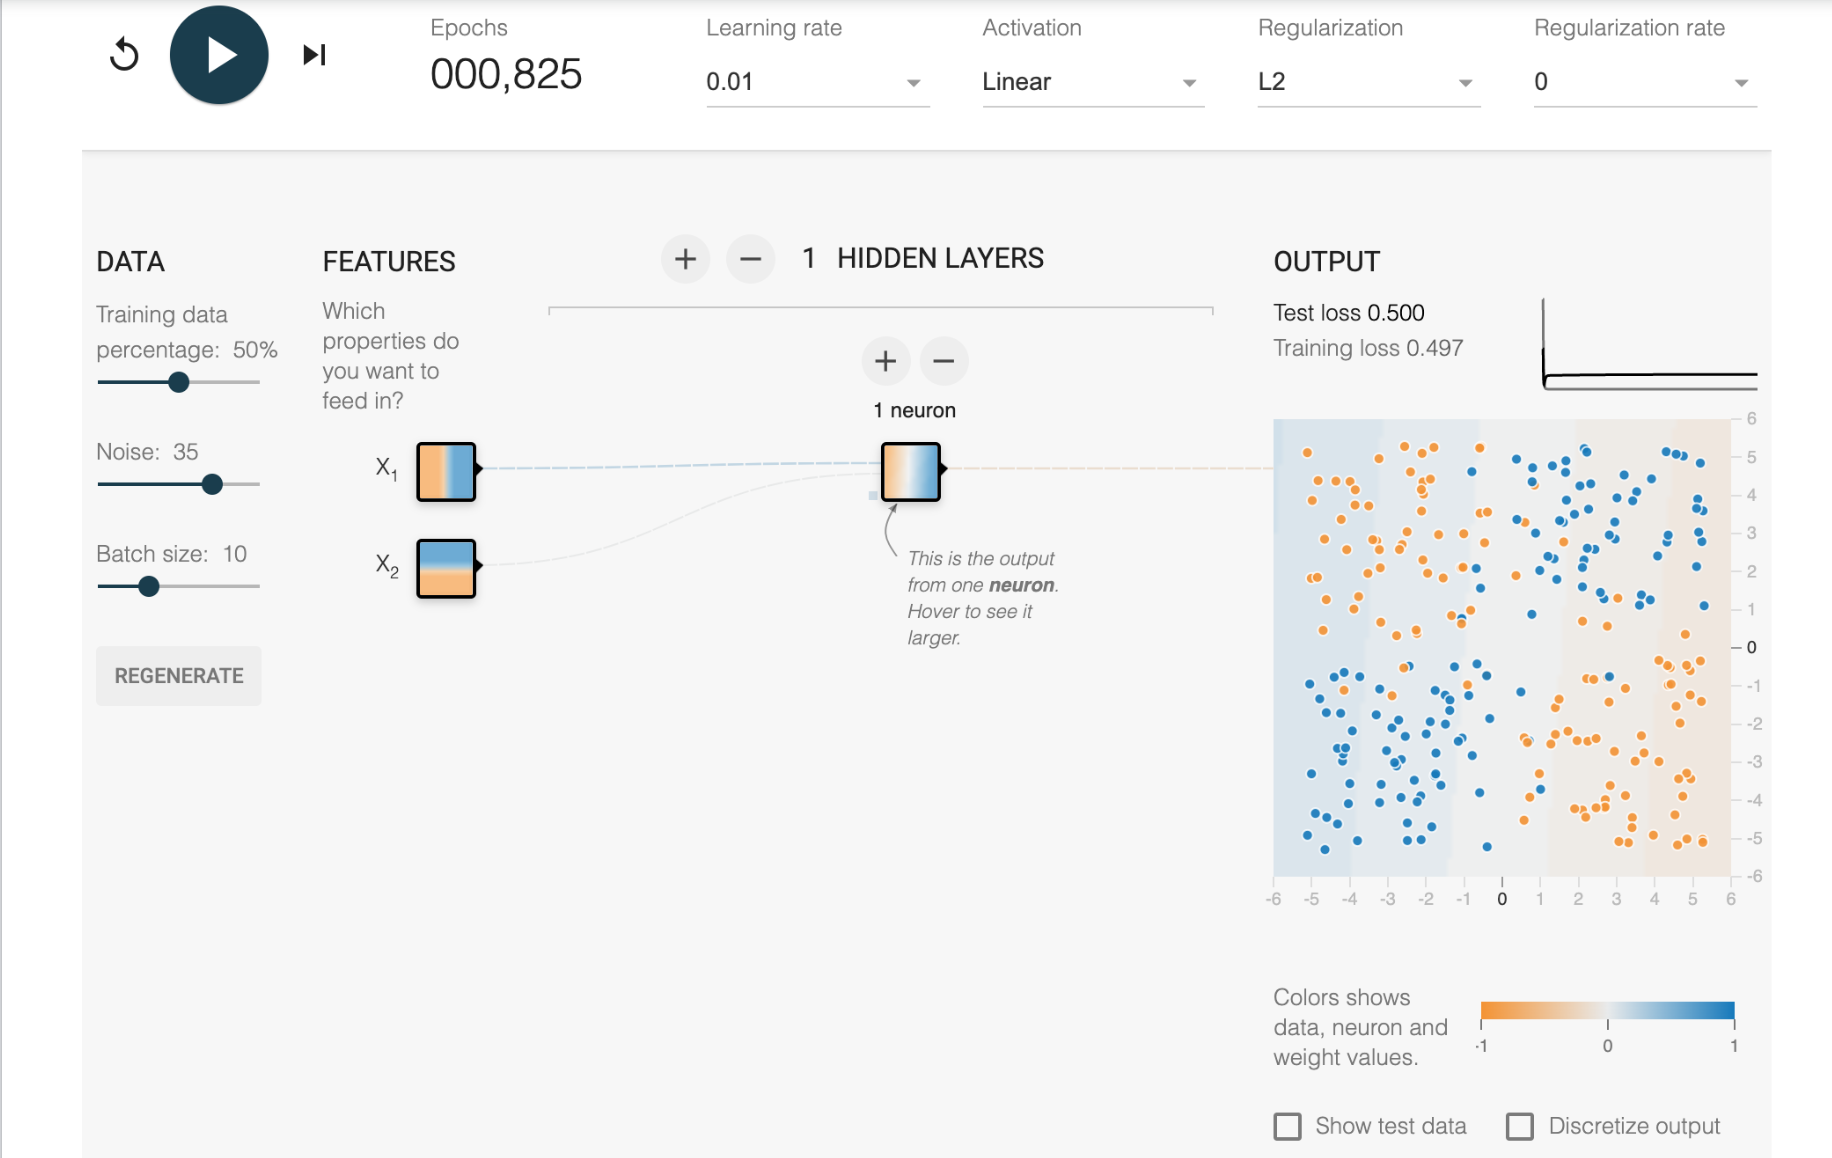 Epochs
000,825
Learning rate
0.01
Activation
Linear
Regularization
L2
Regularization rate
0
DATA
Training data
percentage: 50%
Noise: 35
Batch size: 10
REGENERATE
FEATURES
Which
properties do
you want to
feed in?
X1
X2
+ − 1 HIDDEN LAYERS
+ −
1 neuron
This is the output
from one neuron.
Hover to see it
larger.
OUTPUT
Test loss 0.500
Training loss 0.497
6
5
4
3
2
1
0
-1
-2
-3
-4
-5
-6
-6 -5 -4 -3 -2 -1 0 1 2 3 4 5 6
Colors shows
data, neuron and
weight values.
-1 0 1
Show test data
Discretize output